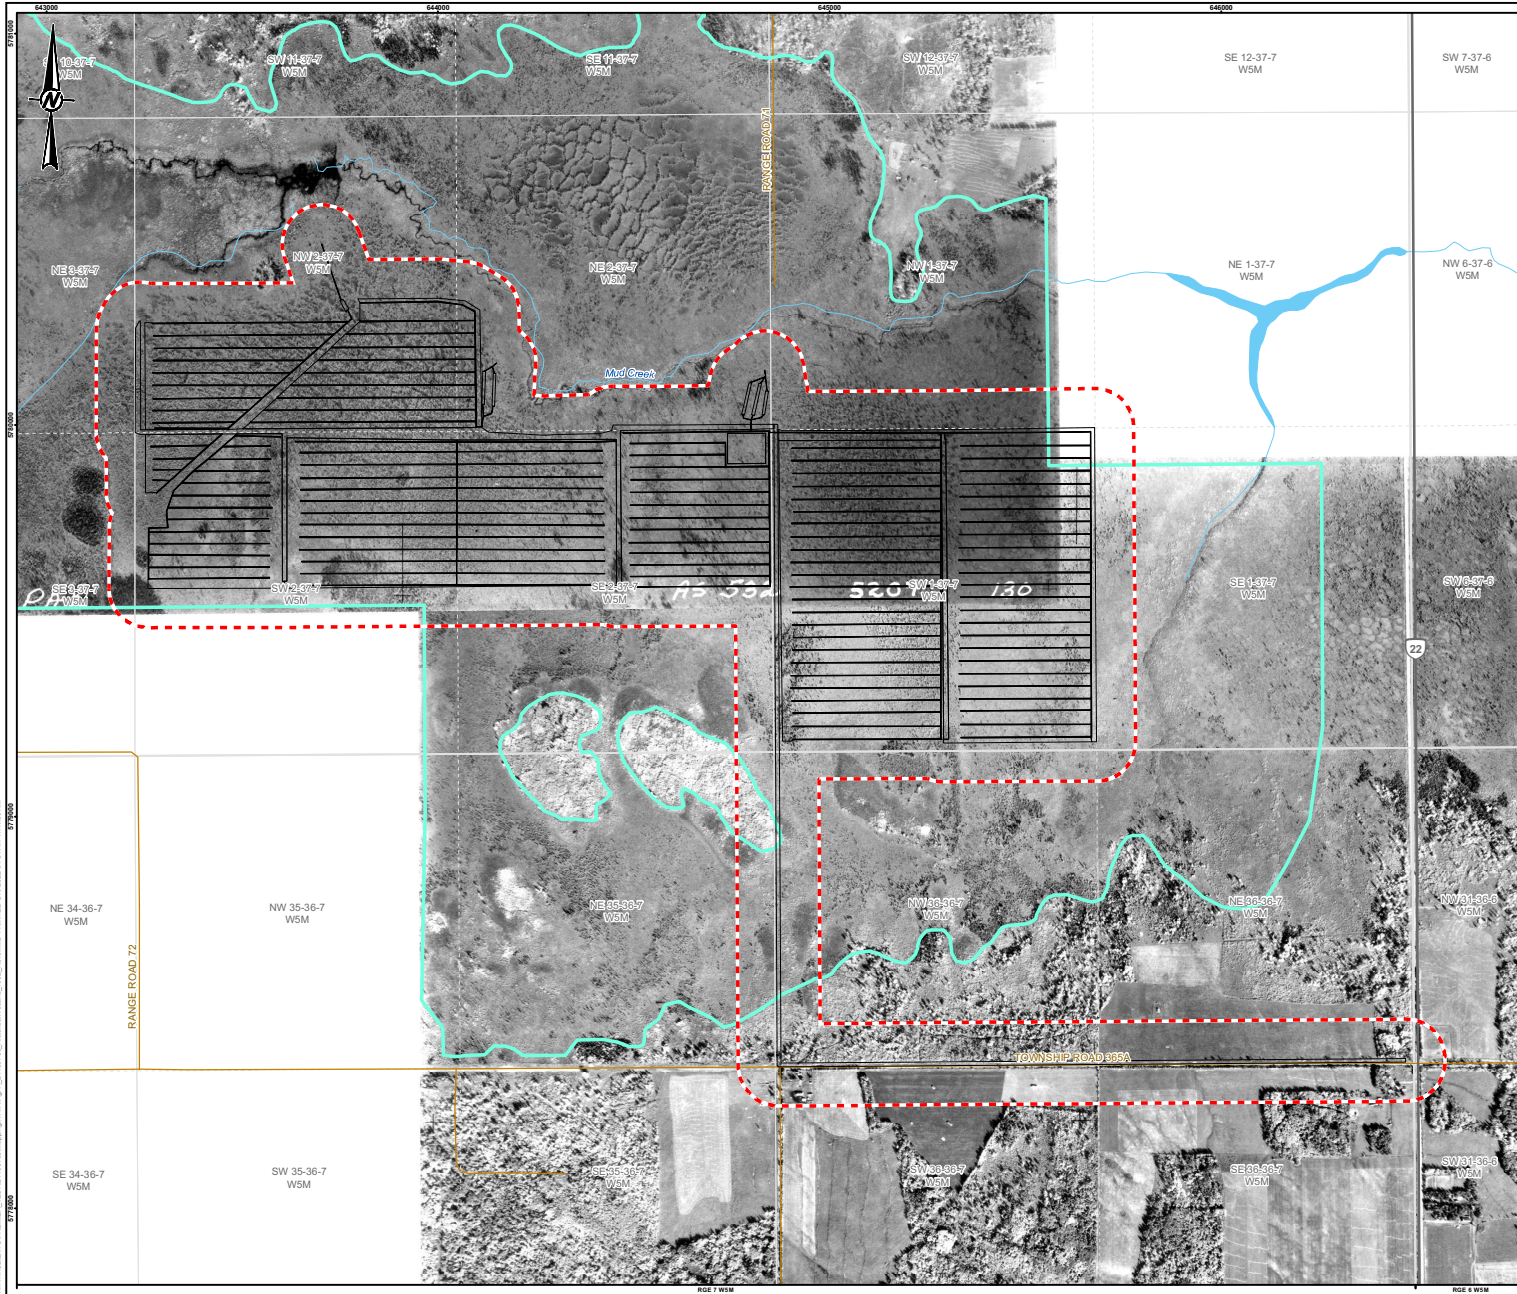 643000
644000
645000
646000
5781000
SW 11-37-7
W5M
SE 11-37-7
W5M
SW 12-37-7
W5M
SE 12-37-7
W5M
SW 7-37-6
W5M
10-37-7
W5M
N
RANGE ROAD 71
NE 3-37-7
W5M
NW 2-37-7
W5M
NE 2-37-7
W5M
NW 1-37-7
W5M
NE 1-37-7
W5M
NW 6-37-6
W5M
Mud Creek
5780000
SE 3-37-7
W5M
SW 2-37-7
W5M
SE 2-37-7
W5M
AS 532
5207
130
SW 1-37-7
W5M
SE 1-37-7
W5M
SW 6-37-6
W5M
22
5779000
NE 34-36-7
W5M
NW 35-36-7
W5M
NE 35-36-7
W5M
NW 36-36-7
W5M
NE 36-36-7
W5M
NW 31-36-6
W5M
RANGE ROAD 72
TOWNSHIP ROAD 365A
SE 34-36-7
W5M
SW 35-36-7
W5M
SE 35-36-7
W5M
SW 36-36-7
W5M
SE 36-36-7
W5M
SW 31-36-6
W5M
5778000
RGE 7 W5M
RGE 6 W5M